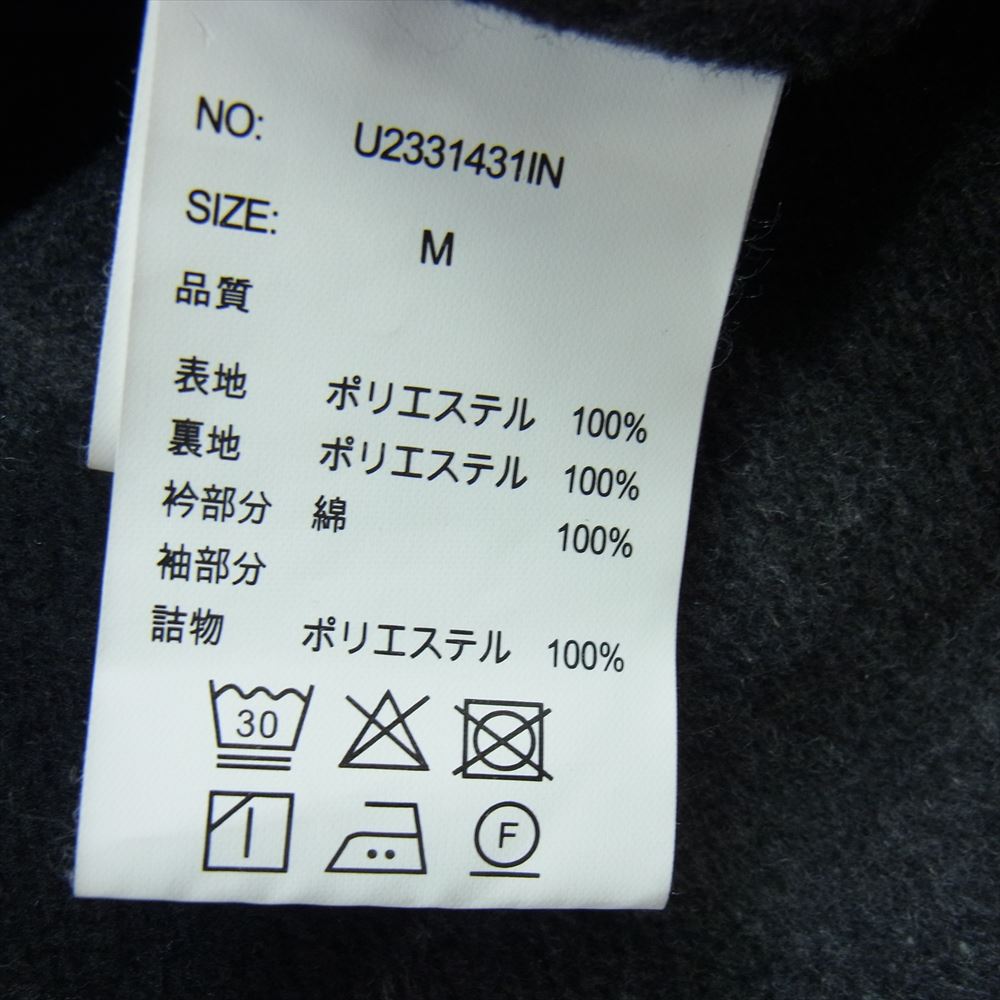 NO: U2331431IN
SIZE: M
品質
表地 ポリエステル 100%
裏地 ポリエステル 100%
衿部分 綿 100%
袖部分
詰物 ポリエステル 100%
30
F